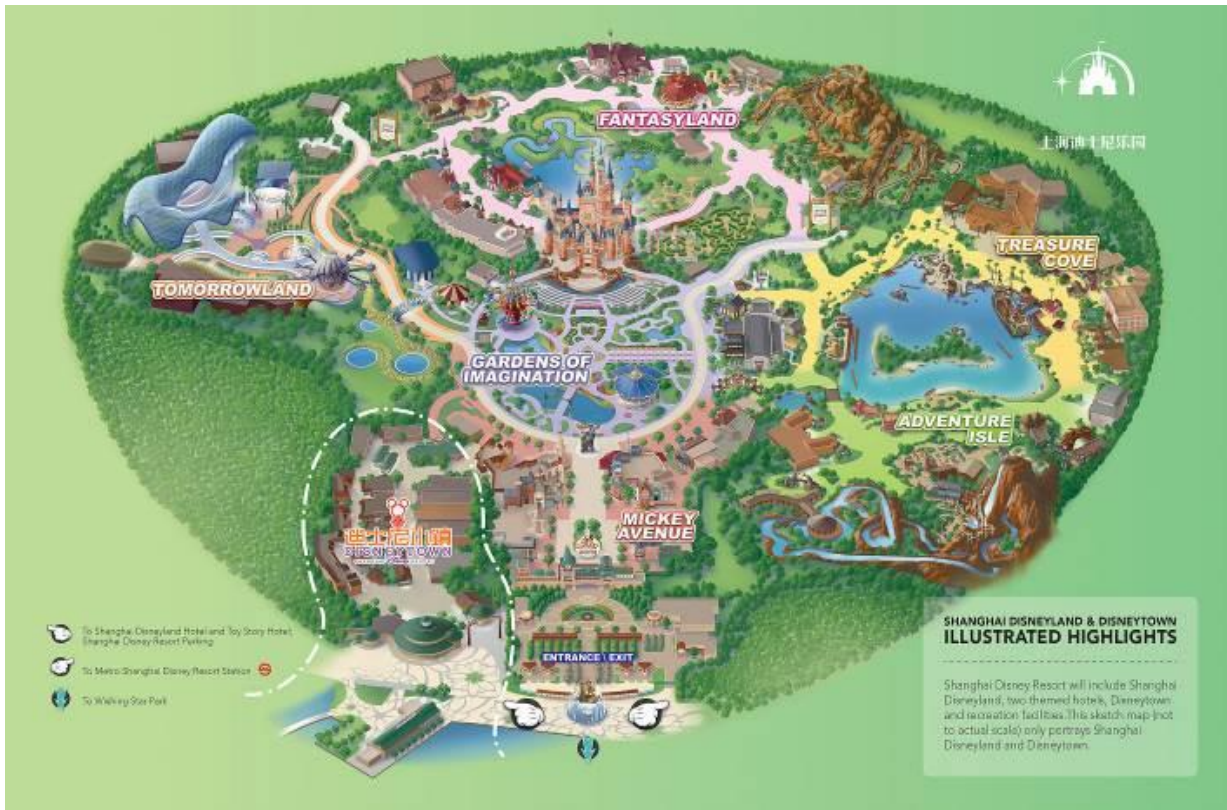 FANTASYLAND
上海迪士尼乐园
TREASURE
COVE
TOMORROWLAND
GARDENS OF
IMAGINATION
ADVENTURE
ISLE
MICKEY
AVENUE
迪士尼小镇
DISNEYTOWN
ENTRANCE \ EXIT
To Shanghai Disneyland Hotel and Toy Story Hotel;
Shanghai Disney Resort Parking
To Metro Shanghai Disney Resort Station
To Wishing Star Park
SHANGHAI DISNEYLAND & DISNEYTOWN
ILLUSTRATED HIGHLIGHTS
Shanghai Disney Resort will include Shanghai
Disneyland, two themed hotels, Disneytown
and recreation facilities. This sketch map (not
to actual scale) only portrays Shanghai
Disneyland and Disneytown.